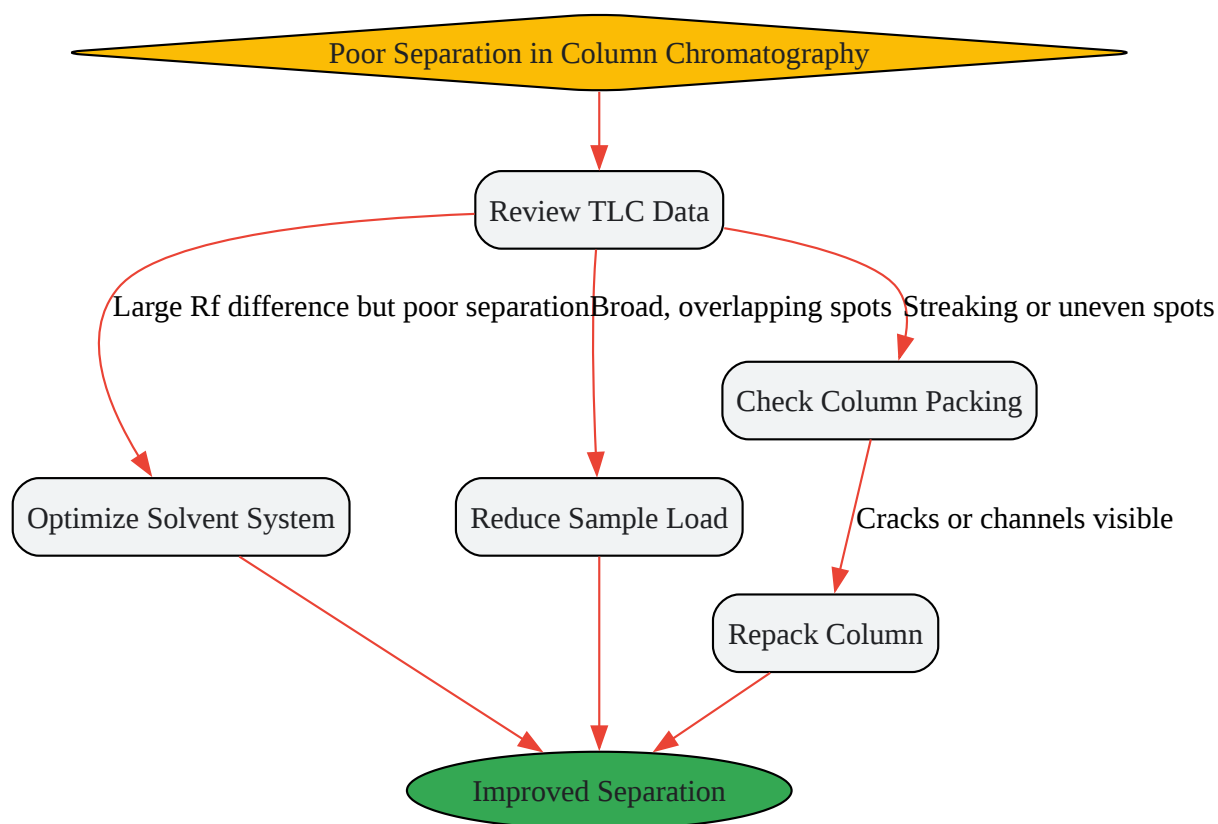 Poor Separation in Column Chromatography
Review TLC Data
Large Rf difference but poor separation
Broad, overlapping spots
Streaking or uneven spots
Check Column Packing
Optimize Solvent System
Reduce Sample Load
Cracks or channels visible
Repack Column
Improved Separation